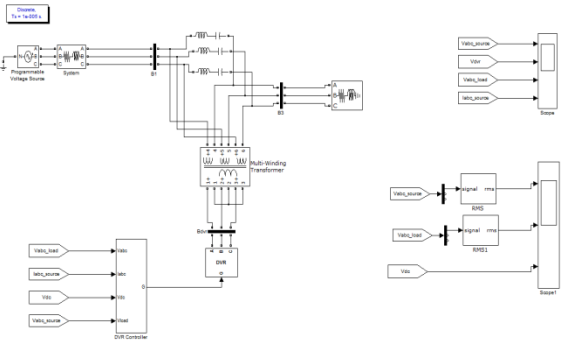 Discrete,
Ts = 1e-005 s.
N
A
B
C
A
B
C
A
B
C
Programmable
Voltage Source
System
B1
B3
A
B
C
Multi-Winding
Transformer
Bdvr
A
B
C
DVR
G
Vabc_load
Iabc_source
Vdc
Vabc_source
Vabc
Iabc
Vdc
Vload
G
DVR Controller
Vabc_source
Vdvr
Vabc_load
Iabc_source
Scope
Vabc_source
signal rms
RMS
Vabc_load
signal rms
RMS1
Vdc
Scope1